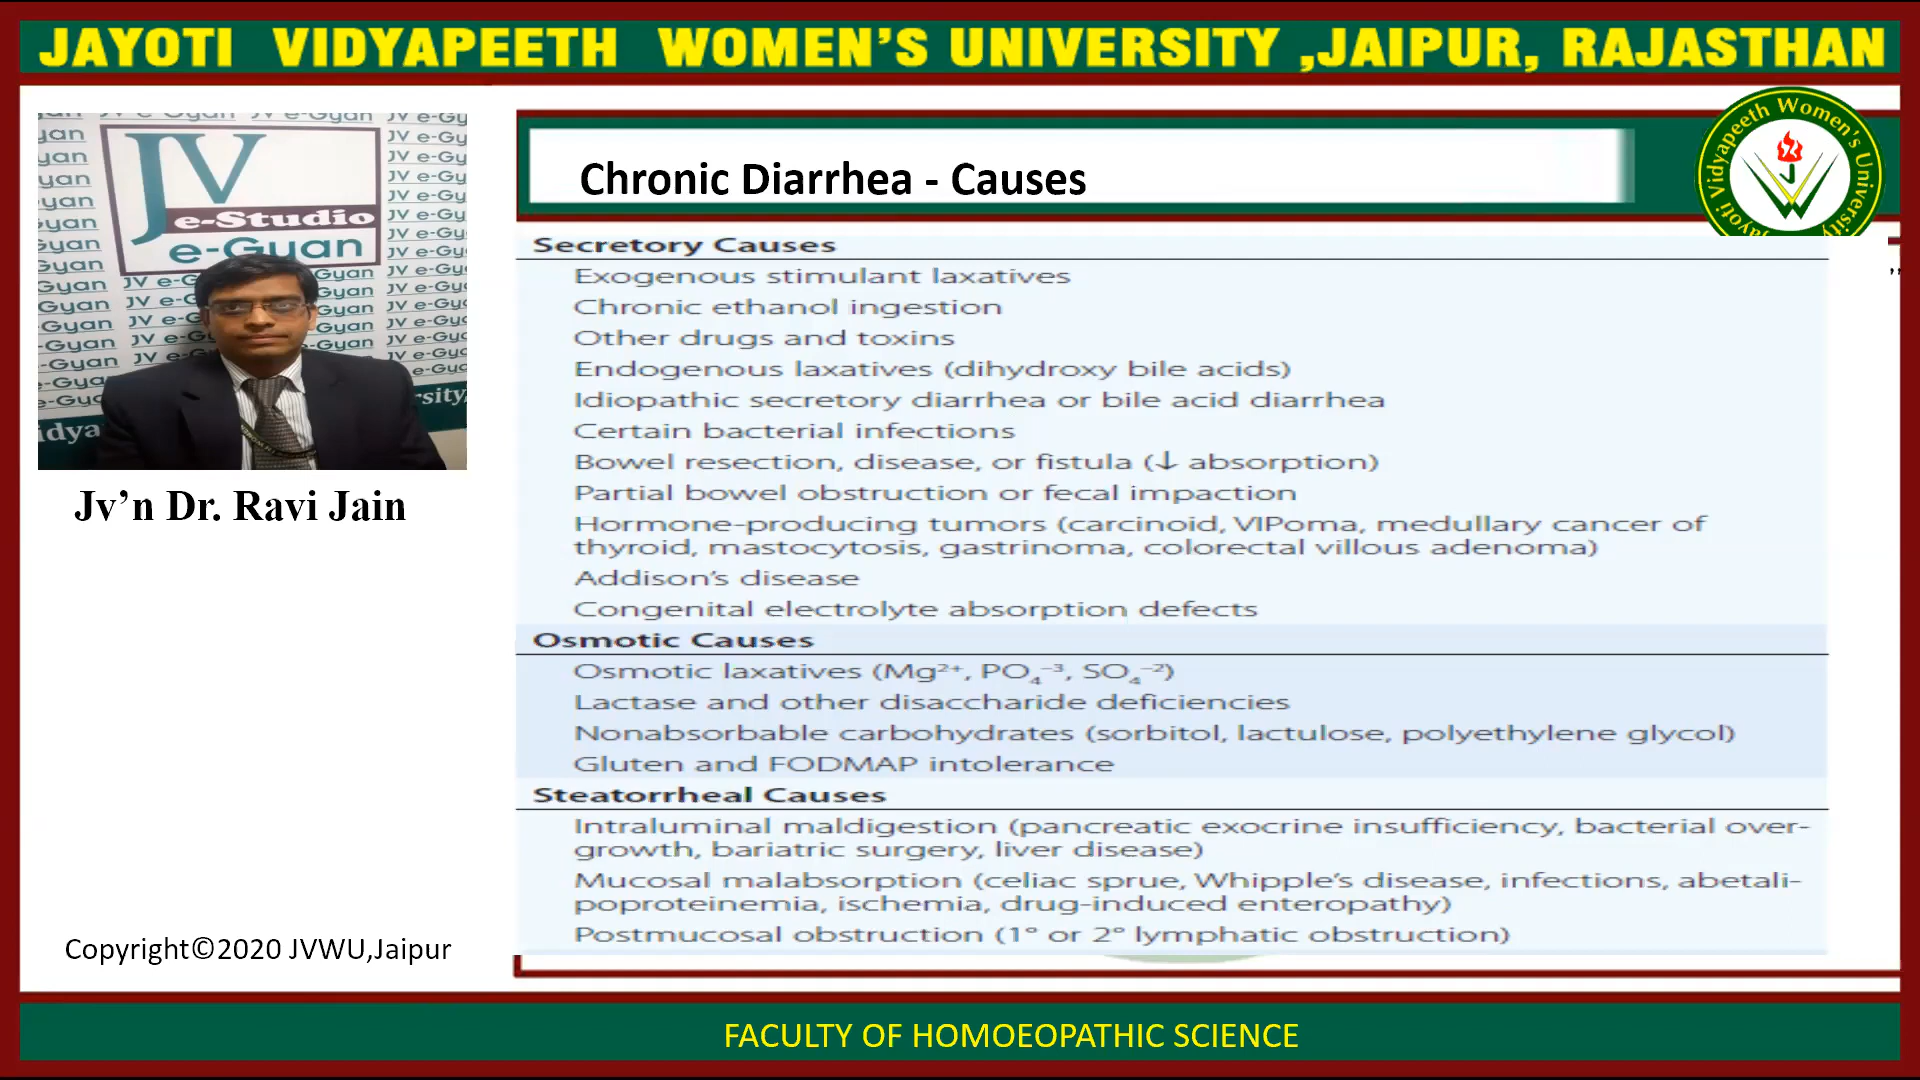 JAYOTI VIDYAPEETH WOMEN'S UNIVERSITY ,JAIPUR, RAJASTHAN
JV
e-Studio
e-Gyan
Jv'n Dr. Ravi Jain
Copyright©2020 JVWU,Jaipur
Chronic Diarrhea - Causes
Vidyapeeth Women's
Secretory Causes
Exogenous stimulant laxatives
Chronic ethanol ingestion
Other drugs and toxins
Endogenous laxatives (dihydroxy bile acids)
Idiopathic secretory diarrhea or bile acid diarrhea
Certain bacterial infections
Bowel resection, disease, or fistula (↓ absorption)
Partial bowel obstruction or fecal impaction
Hormone-producing tumors (carcinoid, VIPoma, medullary cancer of
thyroid, mastocytosis, gastrinoma, colorectal villous adenoma)
Addison's disease
Congenital electrolyte absorption defects
Osmotic Causes
Osmotic laxatives (Mg²⁺, PO₄⁻³, SO₄⁻²)
Lactase and other disaccharide deficiencies
Nonabsorbable carbohydrates (sorbitol, lactulose, polyethylene glycol)
Gluten and FODMAP intolerance
Steatorrheal Causes
Intraluminal maldigestion (pancreatic exocrine insufficiency, bacterial over-
growth, bariatric surgery, liver disease)
Mucosal malabsorption (celiac sprue, Whipple's disease, infections, abetali-
poproteinemia, ischemia, drug-induced enteropathy)
Postmucosal obstruction (1° or 2° lymphatic obstruction)
FACULTY OF HOMOEOPATHIC SCIENCE